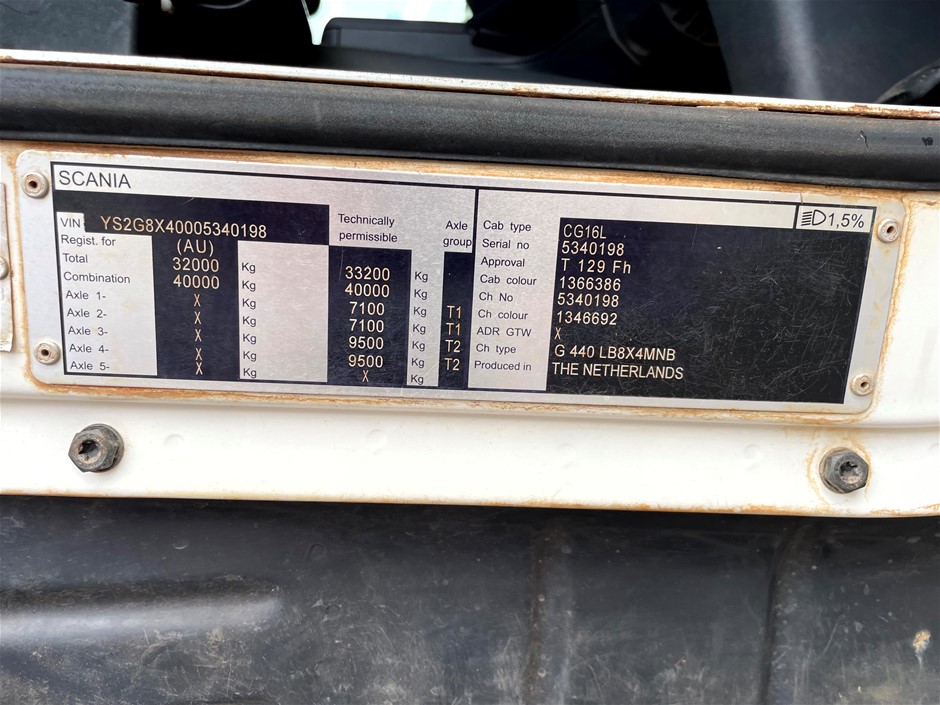 SCANIA
1,5%
VIN YS2G8X40005340198
Regist. for (AU)
Technically permissible
Axle group
Total 32000 Kg 33200 Kg
Combination 40000 Kg 40000 Kg
Axle 1- X Kg 7100 Kg T1
Axle 2- X Kg 7100 Kg T1
Axle 3- X Kg 9500 Kg T2
Axle 4- X Kg 9500 Kg T2
Axle 5- X Kg X Kg
Cab type CG16L
Serial no 5340198
Approval T 129 Fh
Cab colour 1366386
Ch No 5340198
Ch colour 1346692
ADR GTW X
Ch type G 440 LB8X4MNB
Produced in THE NETHERLANDS